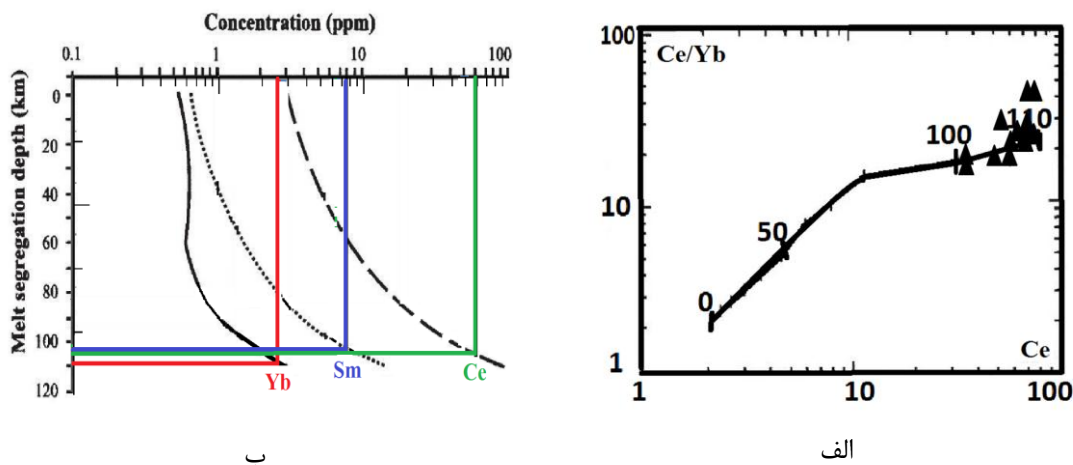 Concentration (ppm)
0.1 1 10 100
Melt segregation depth (km)
0
20
40
60
80
100
120
Yb Sm Ce
ب
100
Ce/Yb
110
100
10
50
0
Ce
1
1 10 100
الف